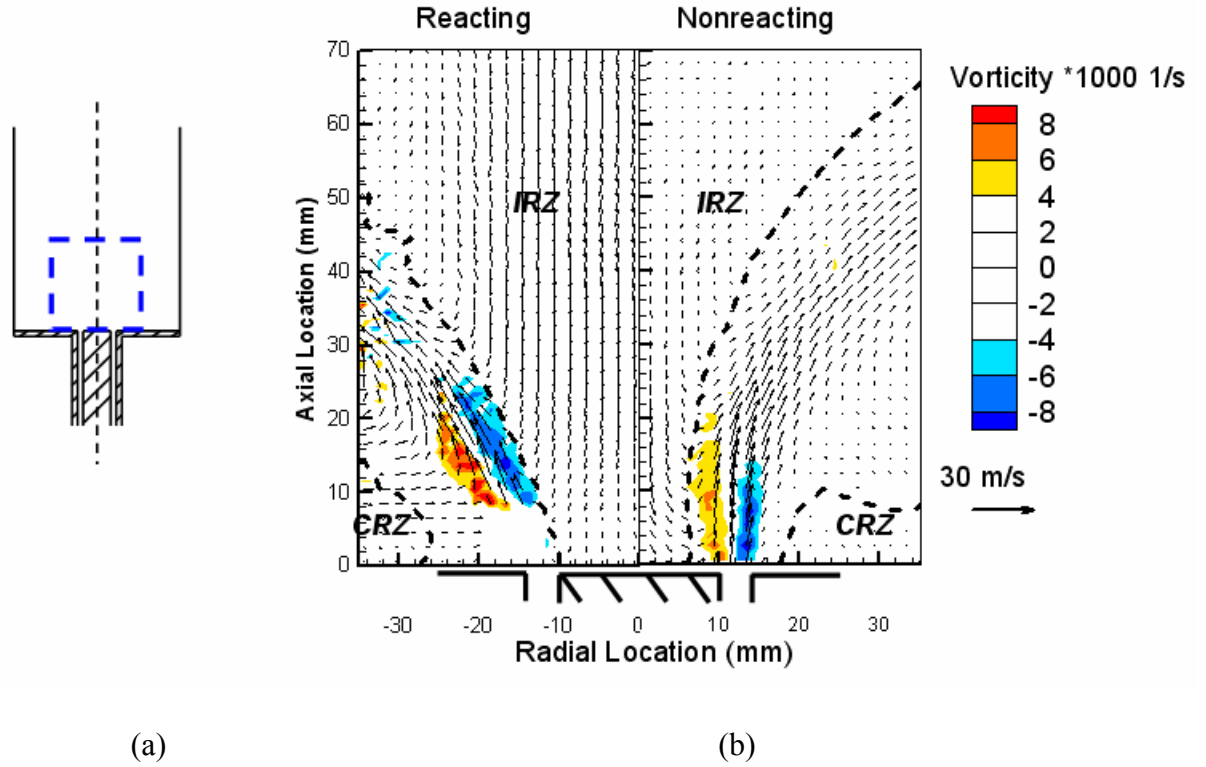 Reacting Nonreacting
Vorticity *1000 1/s
8
6
4
2
0
-2
-4
-6
-8
30 m/s
Axial Location (mm)
70
60
50
40
30
20
10
0
IRZ IRZ
CRZ CRZ
-30 -20 -10 0 10 20 30
Radial Location (mm)
(a) (b)